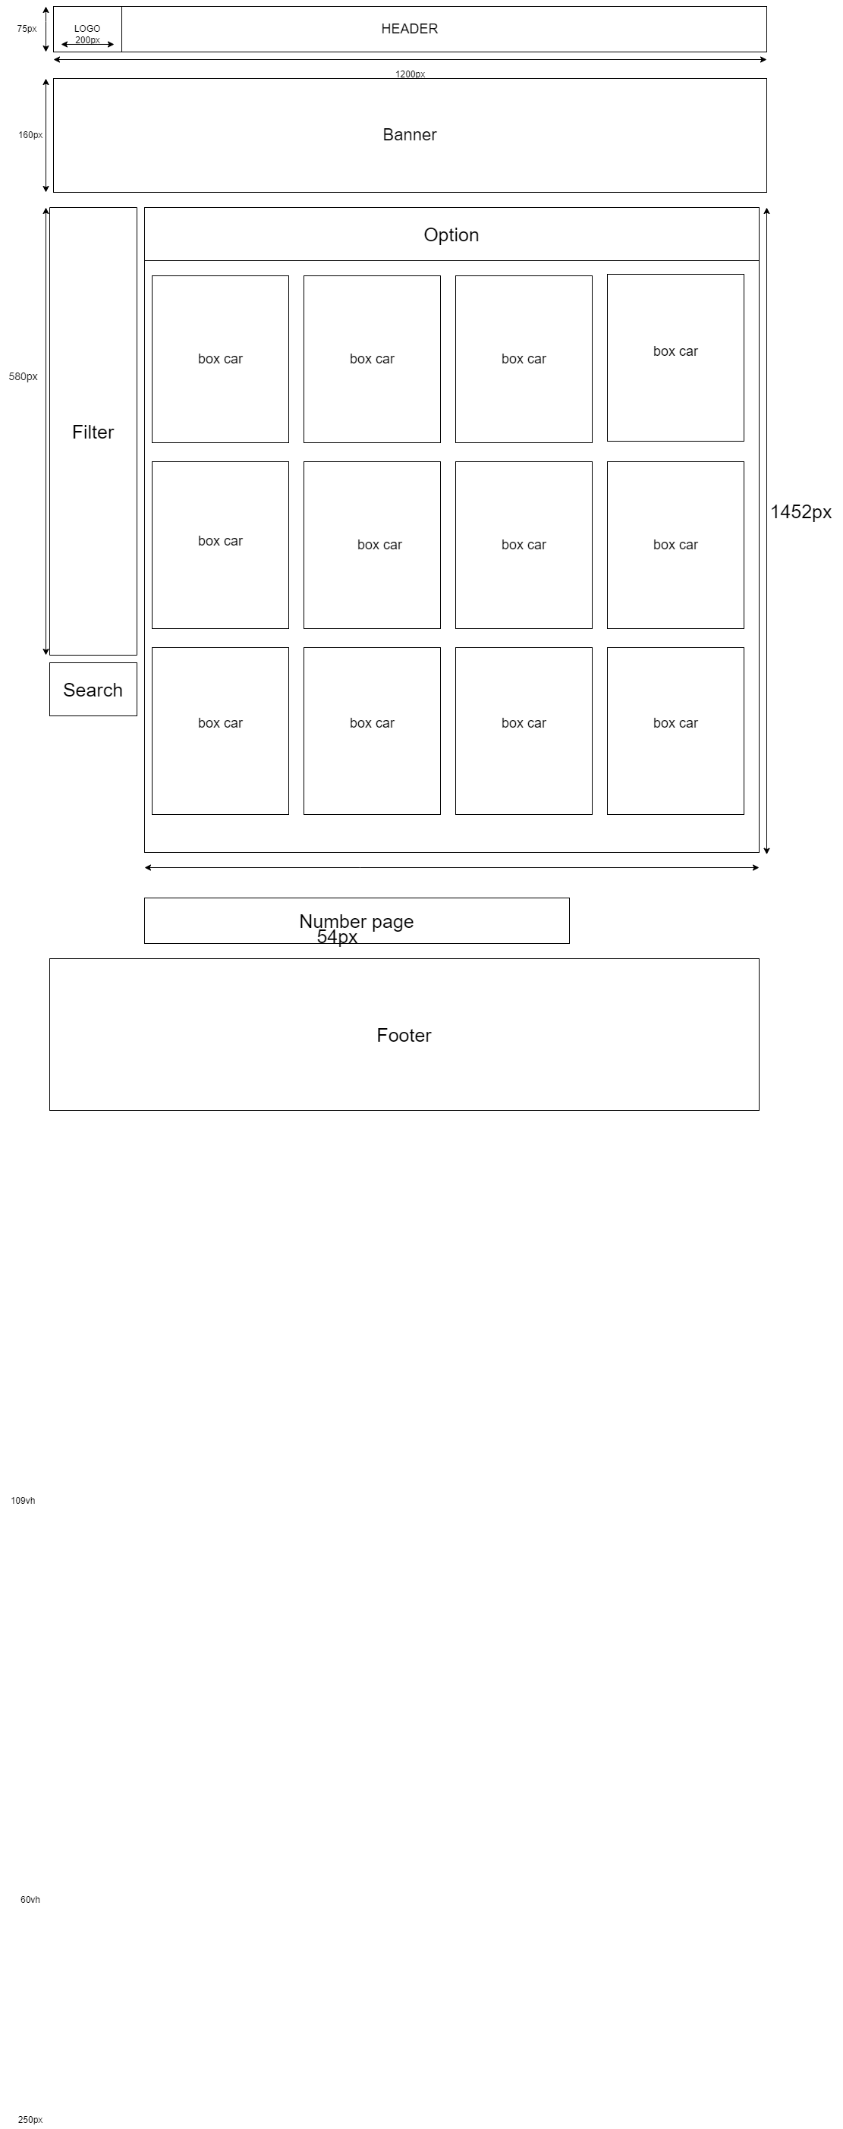 75px
LOGO
200px
HEADER
1200px
160px
Banner
Option
box car
box car
box car
box car
580px
Filter
1452px
box car
box car
box car
box car
Search
box car
box car
box car
box car
Number page
54px
Footer
109vh
60vh
250px